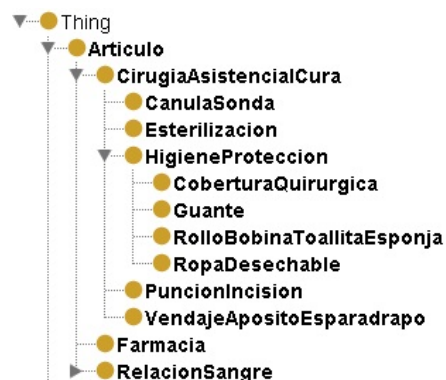 Thing
Articulo
CirugiaAsistencialCura
CanulaSonda
Esterilizacion
HigieneProteccion
CoberturaQuirurgica
Guante
RolloBobinaToallitaEsponja
RopaDesechable
PuncionIncision
VendajeApositoEsparadrapo
Farmacia
RelacionSangre